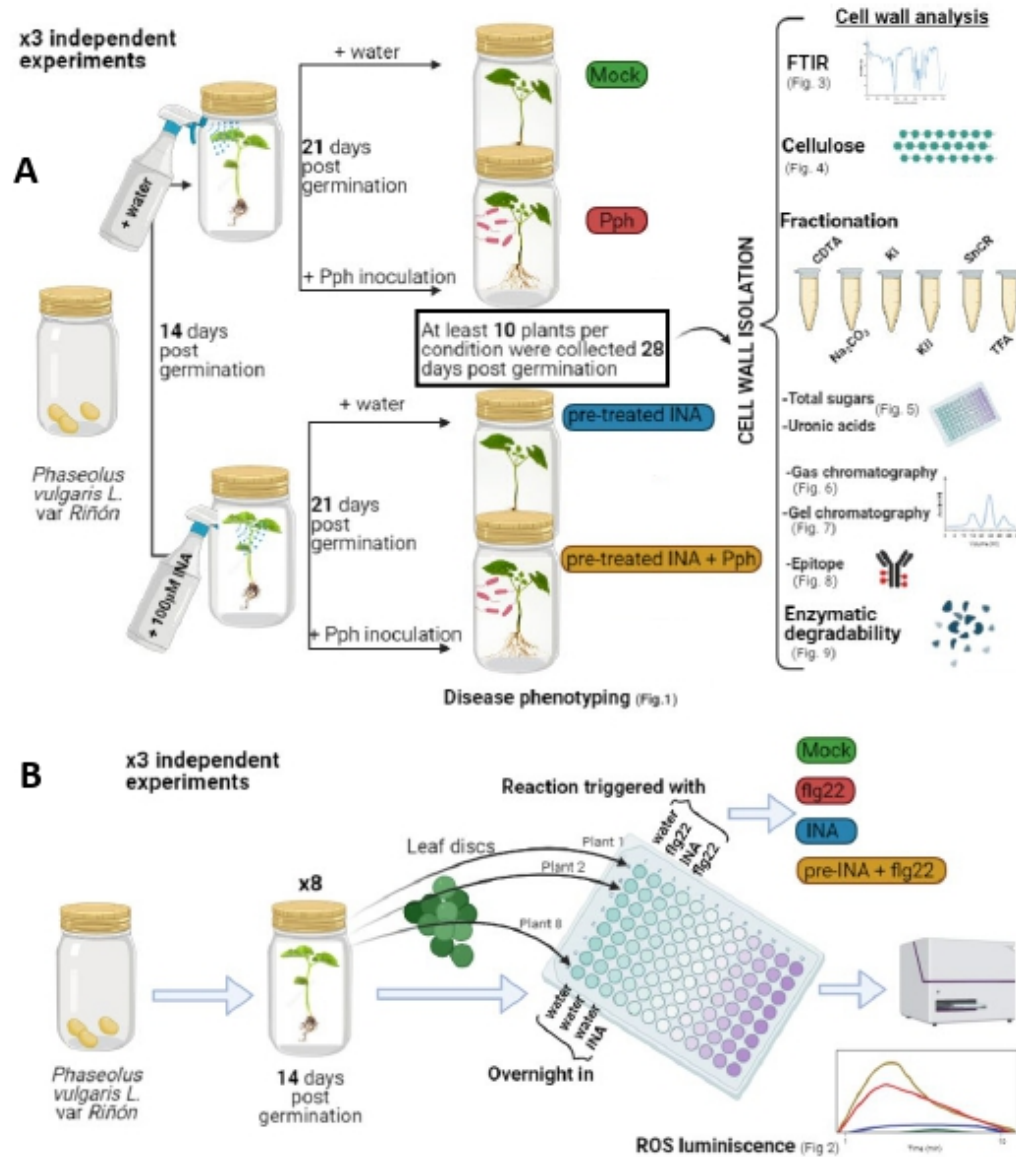 x3 independent
experiments
A
+ water
14 days
post
germination
Phaseolus
vulgaris L.
var Riñón
+ 100µM INA
+ water
21 days
post
germination
+ Pph inoculation
Mock
Pph
At least 10 plants per
condition were collected 28
days post germination
+ water
21 days
post
germination
+ Pph inoculation
pre-treated INA
pre-treated INA + Pph
Disease phenotyping (Fig.1)
CELL WALL ISOLATION
Cell wall analysis
FTIR
(Fig. 3)
Cellulose
(Fig. 4)
Fractionation
CDTA
KI
SnCR
Na₂CO₃
KII
TFA
-Total sugars
(Fig. 5)
-Uronic acids
-Gas chromatography
(Fig. 6)
-Gel chromatography
(Fig. 7)
-Epitope
(Fig. 8)
Enzymatic
degradability
(Fig. 9)
B
x3 independent
experiments
Phaseolus
vulgaris L.
var Riñón
x8
14 days
post
germination
Leaf discs
Plant 1
Plant 2
Plant 8
Reaction triggered with
water
flg22
INA
flg22
water
water
water
INA
Overnight in
Mock
flg22
INA
pre-INA + flg22
Time (min)
ROS luminiscence (Fig 2)